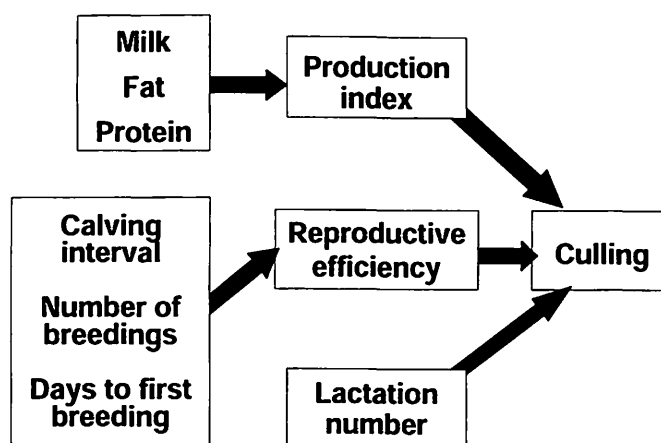 Milk
Fat
Protein
Production
index
Calving
interval
Number of
breedings
Days to first
breeding
Reproductive
efficiency
Lactation
number
Culling